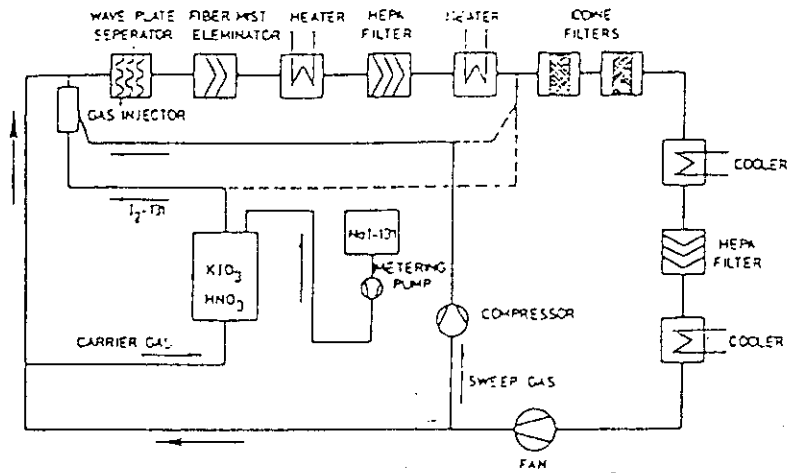 WAVE PLATE
SEPERATOR
FIBER MIST
ELEMINATOR
HEATER
HEPA
FILTER
HEATER
IODINE
FILTERS
GAS INJECTOR
COOLER
I2-131
NaI-131
HEPA
FILTER
METERING
PUMP
KIO3
HNO3
COMPRESSOR
CARRIER GAS
COOLER
SWEEP GAS
FAN